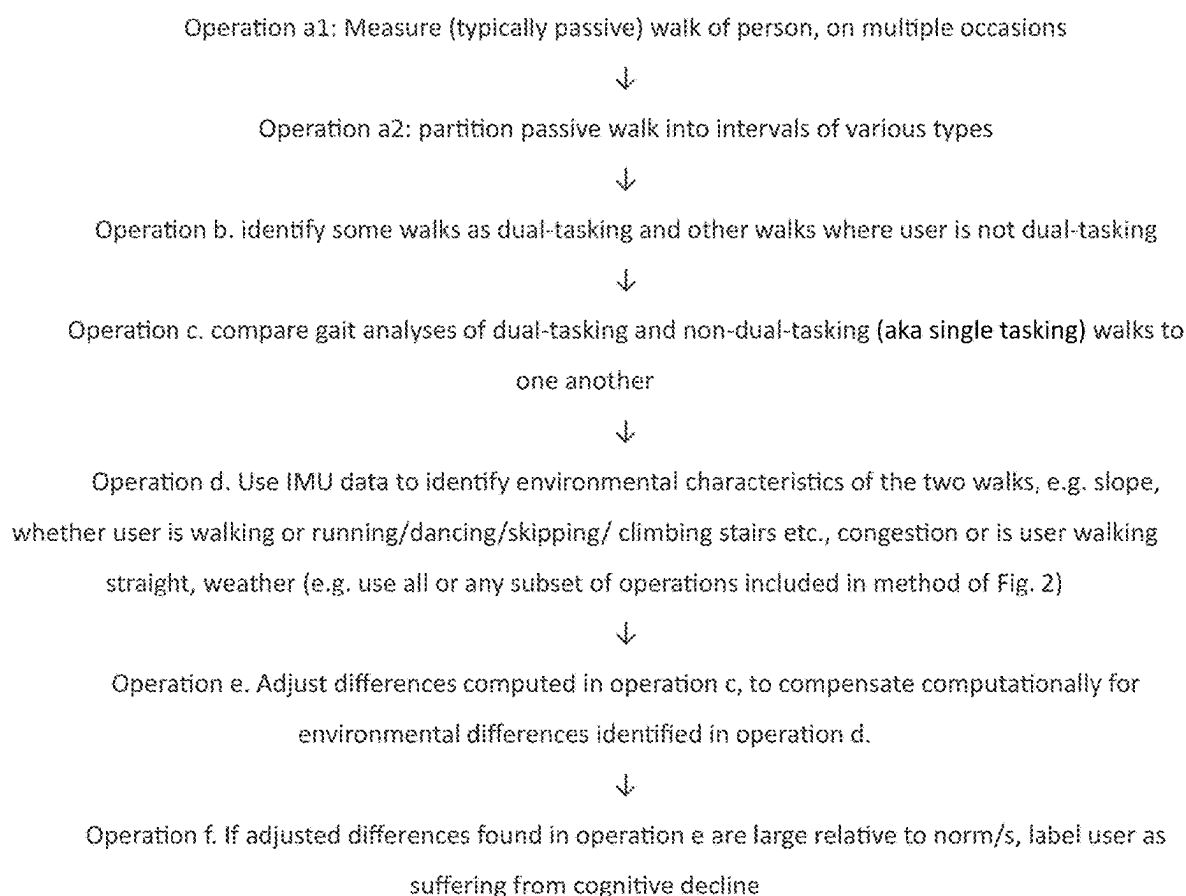 Operation a1: Measure (typically passive) walk of person, on multiple occasions
↓
Operation a2: partition passive walk into intervals of various types
↓
Operation b. identify some walks as dual-tasking and other walks where user is not dual-tasking
↓
Operation c. compare gait analyses of dual-tasking and non-dual-tasking (aka single tasking) walks to
one another
↓
Operation d. Use IMU data to identify environmental characteristics of the two walks, e.g. slope,
whether user is walking or running/dancing/skipping/ climbing stairs etc., congestion or is user walking
straight, weather (e.g. use all or any subset of operations included in method of Fig. 2)
↓
Operation e. Adjust differences computed in operation c, to compensate computationally for
environmental differences identified in operation d.
↓
Operation f. If adjusted differences found in operation e are large relative to norm/s, label user as
suffering from cognitive decline